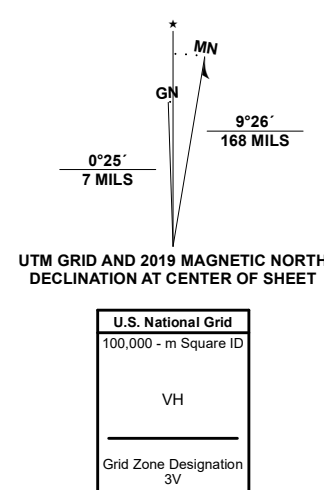 MN
GN
9°26´
168 MILS
0°25´
7 MILS
UTM GRID AND 2019 MAGNETIC NORTH
DECLINATION AT CENTER OF SHEET
U.S. National Grid
100,000 - m Square ID
VH
Grid Zone Designation
3V